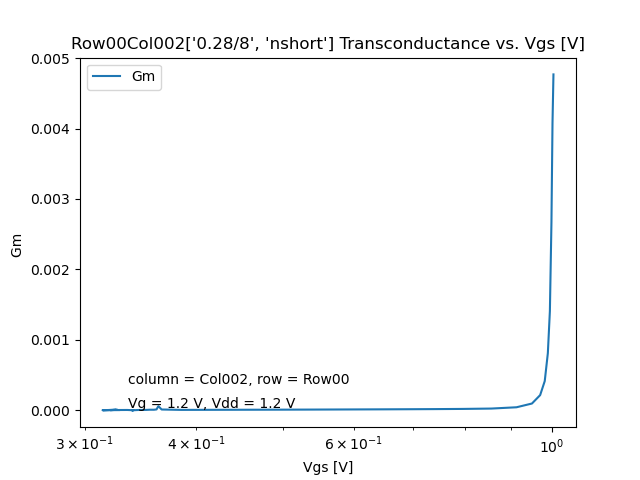 Row00Col002['0.28/8', 'nshort'] Transconductance vs. Vgs [V]
Gm
0.005
0.004
0.003
0.002
0.001
0.000
Gm
column = Col002, row = Row00
Vg = 1.2 V, Vdd = 1.2 V
3 × 10⁻¹ 4 × 10⁻¹ 6 × 10⁻¹ 10⁰
Vgs [V]